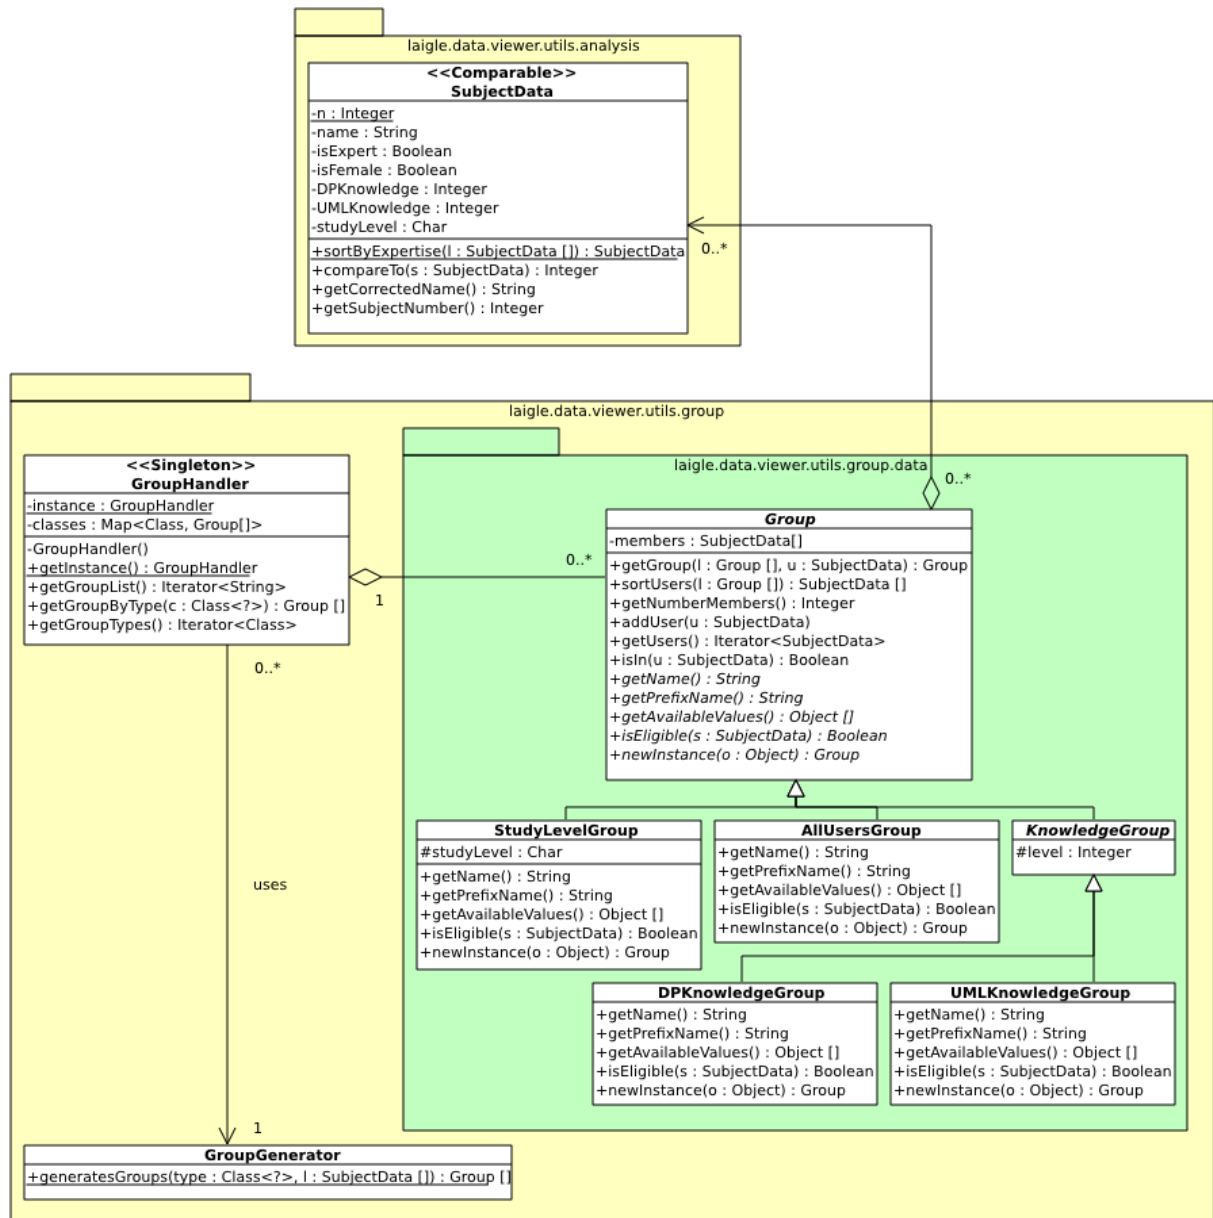 laigle.data.viewer.utils.analysis
<<Comparable>>
SubjectData
-n : Integer
-name : String
-isExpert : Boolean
-isFemale : Boolean
-DPKnowledge : Integer
-UMLKnowledge : Integer
-studyLevel : Char
+sortByExpertise(l : SubjectData []) : SubjectData
+compareTo(s : SubjectData) : Integer
+getCorrectedName() : String
+getSubjectNumber() : Integer
0..*
laigle.data.viewer.utils.group
<<Singleton>>
GroupHandler
-instance : GroupHandler
-classes : Map<Class, Group[]>
-GroupHandler()
+getInstance() : GroupHandler
+getGroupList() : Iterator<String>
+getGroupByType(c : Class<?>) : Group []
+getGroupTypes() : Iterator<Class>
0..*
1
0..*
laigle.data.viewer.utils.group.data
0..*
Group
-members : SubjectData[]
+getGroup(l : Group [], u : SubjectData) : Group
+sortUsers(l : Group []) : SubjectData []
+getNumberMembers() : Integer
+addUser(u : SubjectData)
+getUsers() : Iterator<SubjectData>
+isIn(u : SubjectData) : Boolean
+getName() : String
+getPrefixName() : String
+getAvailableValues() : Object []
+isEligible(s : SubjectData) : Boolean
+newInstance(o : Object) : Group
StudyLevelGroup
#studyLevel : Char
+getName() : String
+getPrefixName() : String
+getAvailableValues() : Object []
+isEligible(s : SubjectData) : Boolean
+newInstance(o : Object) : Group
AllUsersGroup
+getName() : String
+getPrefixName() : String
+getAvailableValues() : Object []
+isEligible(s : SubjectData) : Boolean
+newInstance(o : Object) : Group
KnowledgeGroup
#level : Integer
uses
DPKnowledgeGroup
+getName() : String
+getPrefixName() : String
+getAvailableValues() : Object []
+isEligible(s : SubjectData) : Boolean
+newInstance(o : Object) : Group
UMLKnowledgeGroup
+getName() : String
+getPrefixName() : String
+getAvailableValues() : Object []
+isEligible(s : SubjectData) : Boolean
+newInstance(o : Object) : Group
1
GroupGenerator
+generatesGroups(type : Class<?>, l : SubjectData []) : Group []